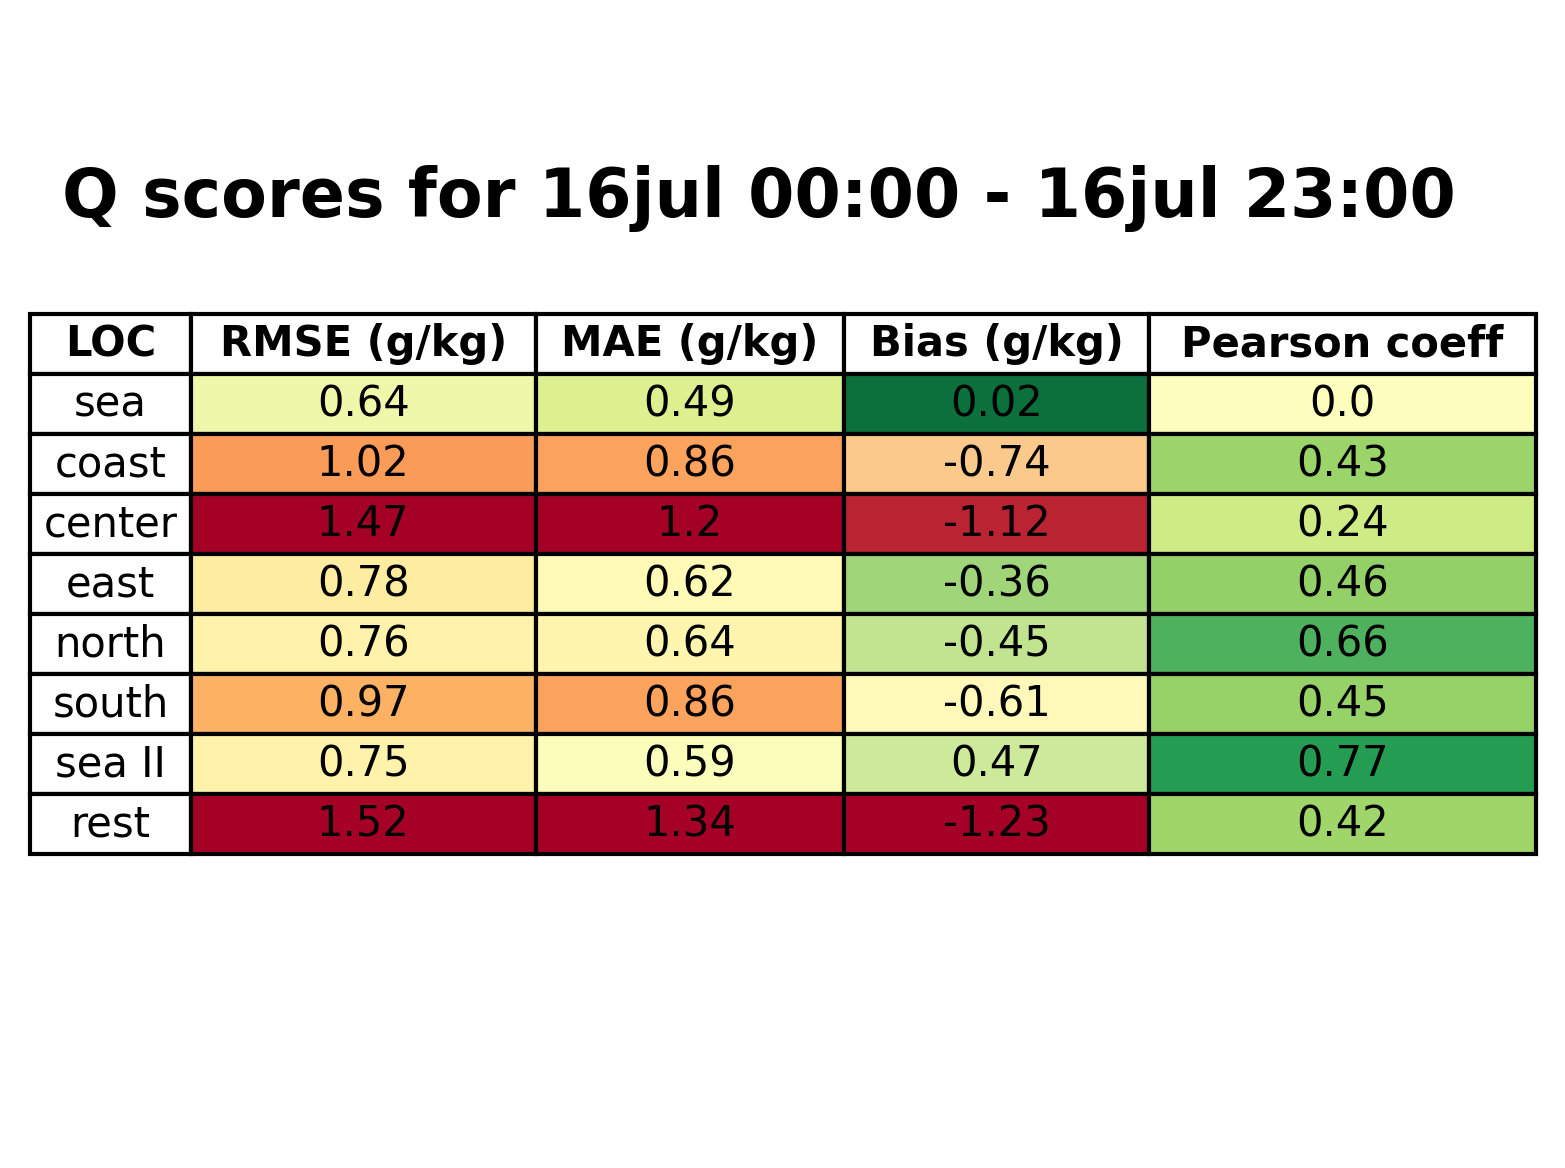 Q scores for 16jul 00:00 - 16jul 23:00
LOC RMSE (g/kg) MAE (g/kg) Bias (g/kg) Pearson coeff
sea 0.64 0.49 0.02 0.0
coast 1.02 0.86 -0.74 0.43
center 1.47 1.2 -1.12 0.24
east 0.78 0.62 -0.36 0.46
north 0.76 0.64 -0.45 0.66
south 0.97 0.86 -0.61 0.45
sea II 0.75 0.59 0.47 0.77
rest 1.52 1.34 -1.23 0.42